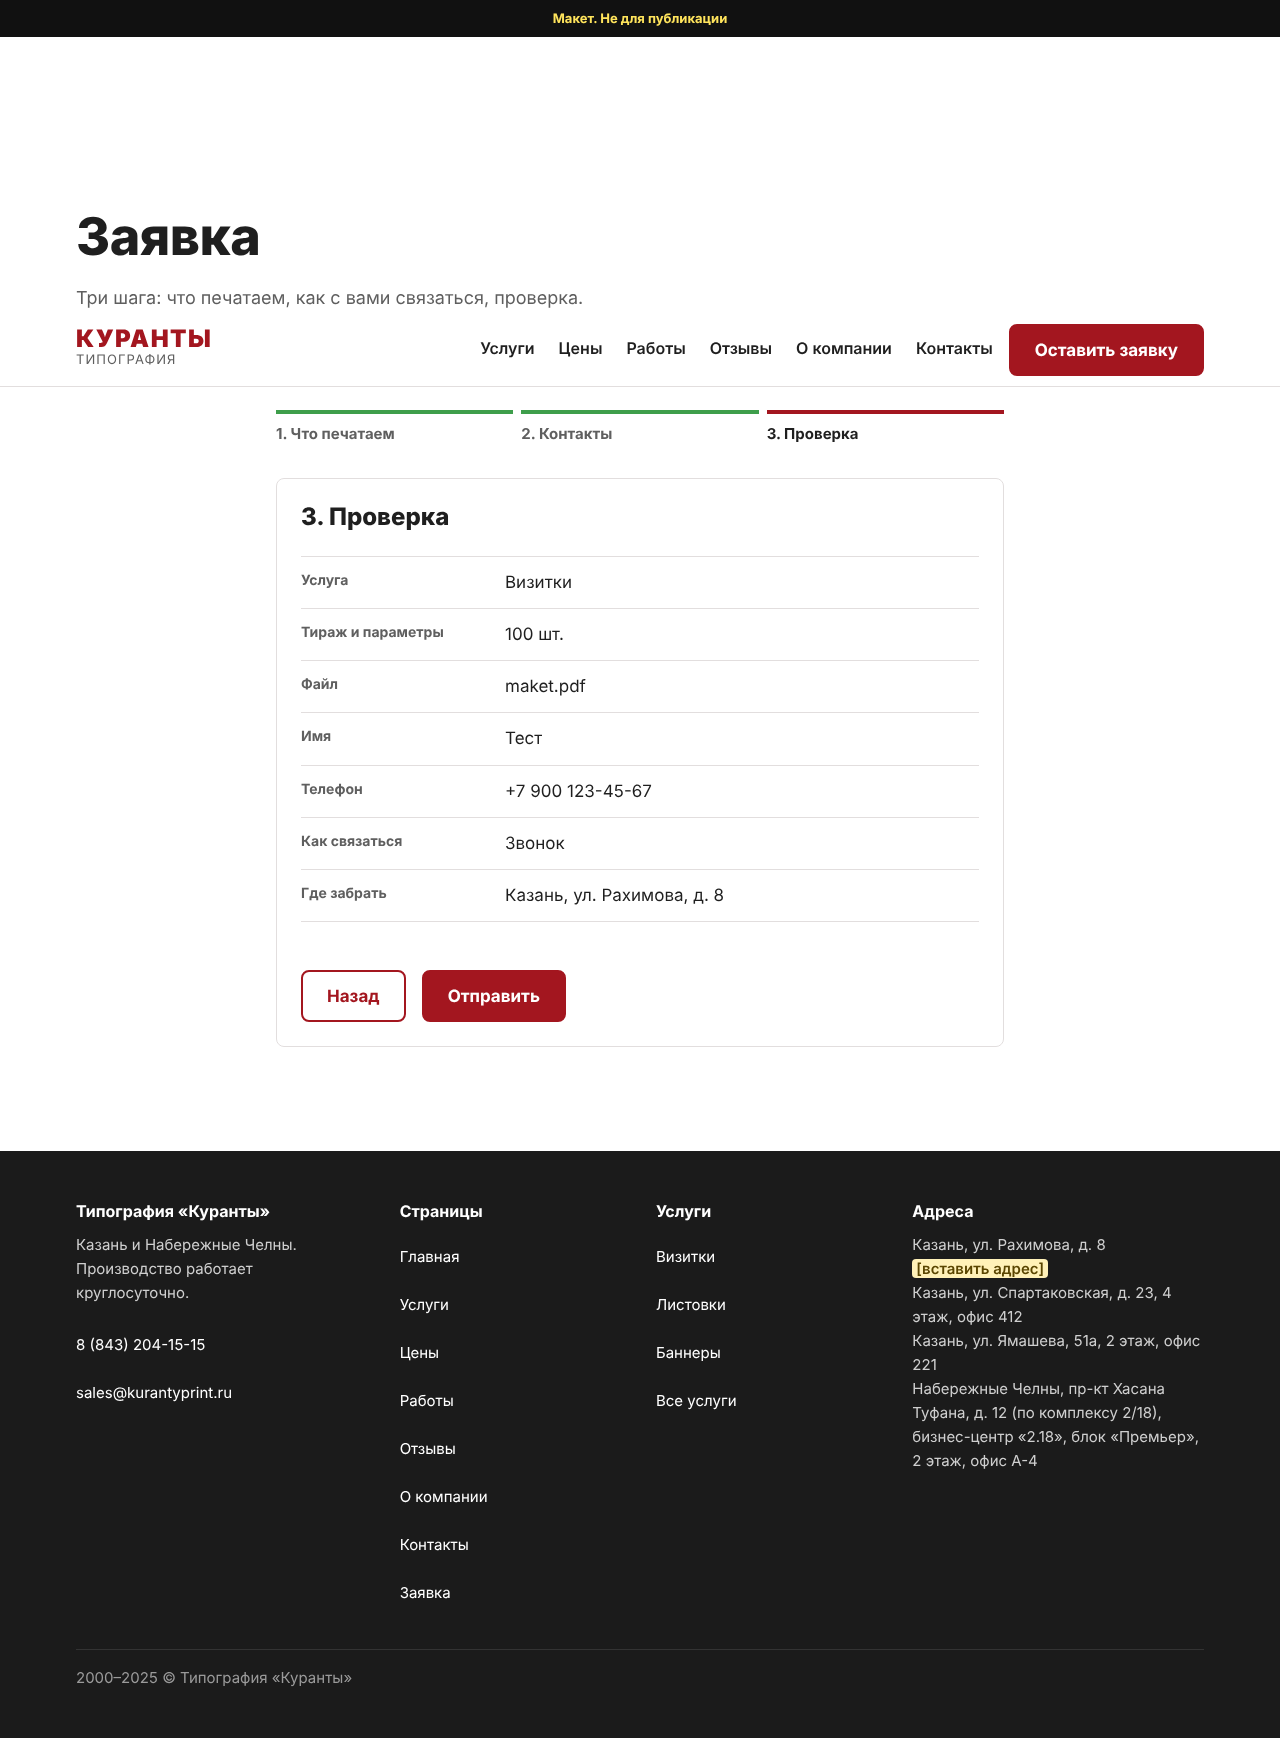 Макет. Не для публикации
Заявка
Три шага: что печатаем, как с вами связаться, проверка.
КУРАНТЫ
ТИПОГРАФИЯ
Услуги
Цены
Работы
Отзывы
О компании
Контакты
Оставить заявку
1. Что печатаем
2. Контакты
3. Проверка
3. Проверка
Услуга
Визитки
Тираж и параметры
100 шт.
Файл
maket.pdf
Имя
Тест
Телефон
+7 900 123-45-67
Как связаться
Звонок
Где забрать
Казань, ул. Рахимова, д. 8
Назад
Отправить
Типография «Куранты»
Казань и Набережные Челны.
Производство работает
круглосуточно.
8 (843) 204-15-15
sales@kurantyprint.ru
Страницы
Главная
Услуги
Цены
Работы
Отзывы
О компании
Контакты
Заявка
Услуги
Визитки
Листовки
Баннеры
Все услуги
Адреса
Казань, ул. Рахимова, д. 8
[вставить адрес]
Казань, ул. Спартаковская, д. 23, 4
этаж, офис 412
Казань, ул. Ямашева, 51а, 2 этаж, офис
221
Набережные Челны, пр-кт Хасана
Туфана, д. 12 (по комплексу 2/18),
бизнес-центр «2.18», блок «Премьер»,
2 этаж, офис А-4
2000–2025 © Типография «Куранты»